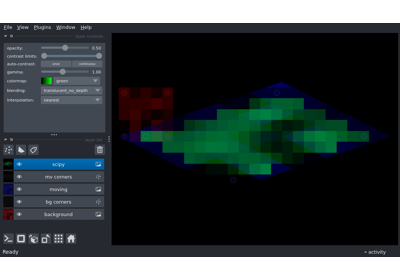 File View Plugins Window Help
opacity: 0.50
contrast limits:
auto-contrast: once continuous
gamma: 1.00
colormap: green
blending: translucent_no_depth
interpolation: nearest
scipy
mv corners
moving
bg corners
background
Ready
activity